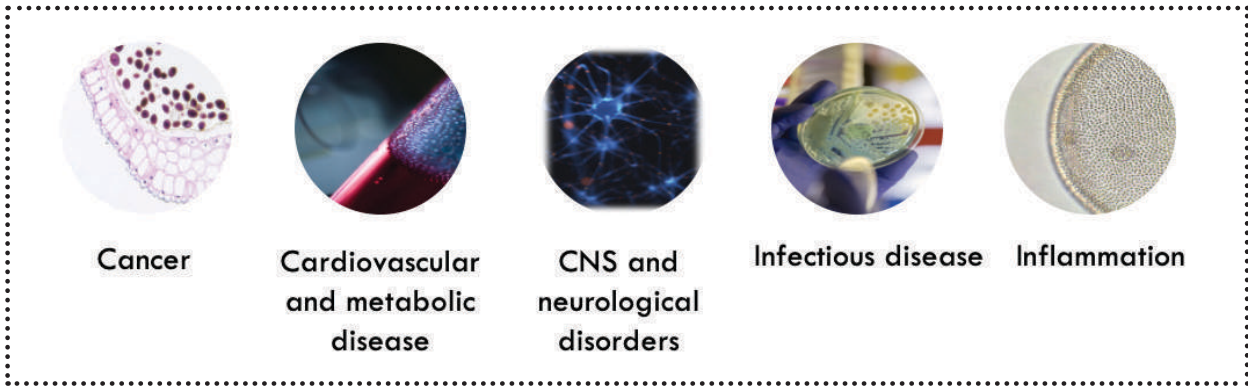 Cancer
Cardiovascular
and metabolic
disease
CNS and
neurological
disorders
Infectious disease
Inflammation